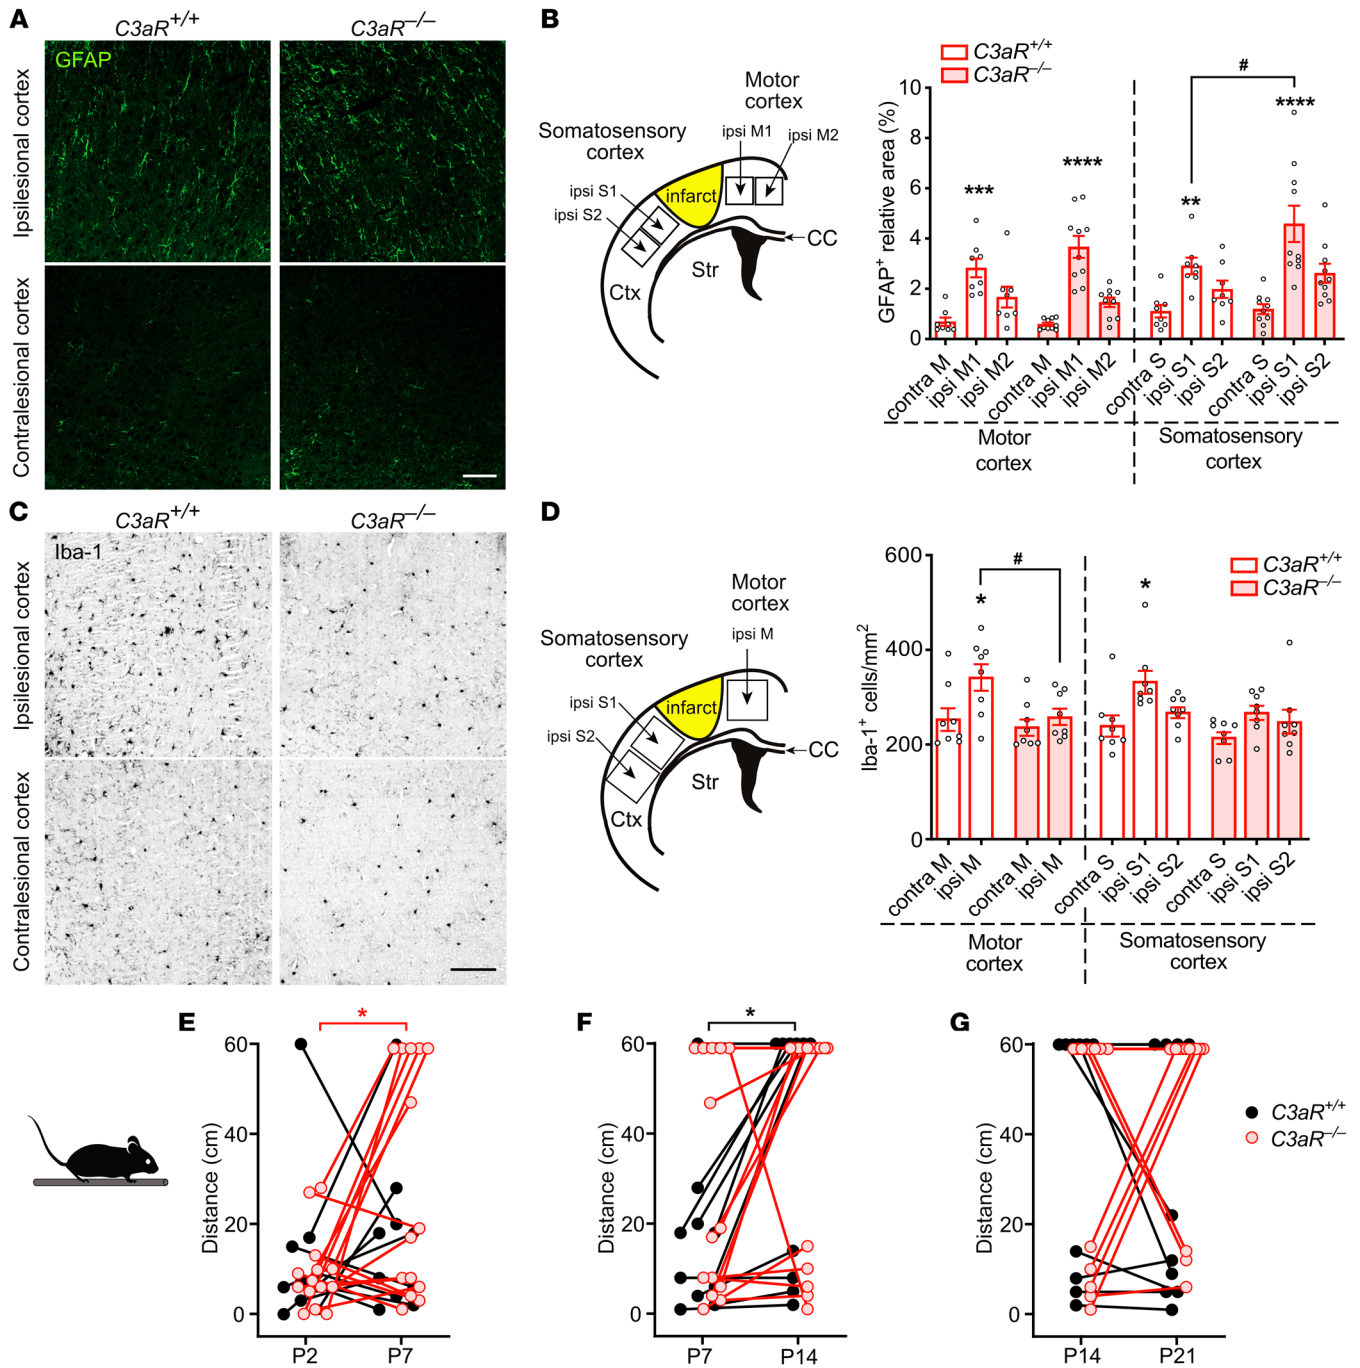 A
C3aR+/+
C3aR–/–
GFAP
Ipsilesional cortex
Contralesional cortex
B
Somatosensory
cortex
Motor
cortex
ipsi M1
ipsi M2
ipsi S1
ipsi S2
infarct
CC
Str
Ctx
C3aR+/+
C3aR–/–
GFAP+ relative area (%)
10
8
6
4
2
0
***
****
**
#
****
contra M
ipsi M1
ipsi M2
contra M
ipsi M1
ipsi M2
contra S
ipsi S1
ipsi S2
contra S
ipsi S1
ipsi S2
Motor
cortex
Somatosensory
cortex
C
C3aR+/+
C3aR–/–
Iba-1
Ipsilesional cortex
Contralesional cortex
D
Motor
cortex
Somatosensory
cortex
ipsi M
ipsi S1
ipsi S2
infarct
CC
Str
Ctx
C3aR+/+
C3aR–/–
Iba-1+ cells/mm2
600
400
200
0
*
#
*
contra M
ipsi M
contra M
ipsi M
contra S
ipsi S1
ipsi S2
contra S
ipsi S1
ipsi S2
Motor
cortex
Somatosensory
cortex
E
*
Distance (cm)
60
40
20
0
P2
P7
F
*
Distance (cm)
60
40
20
0
P7
P14
G
Distance (cm)
60
40
20
0
P14
P21
C3aR+/+
C3aR–/–